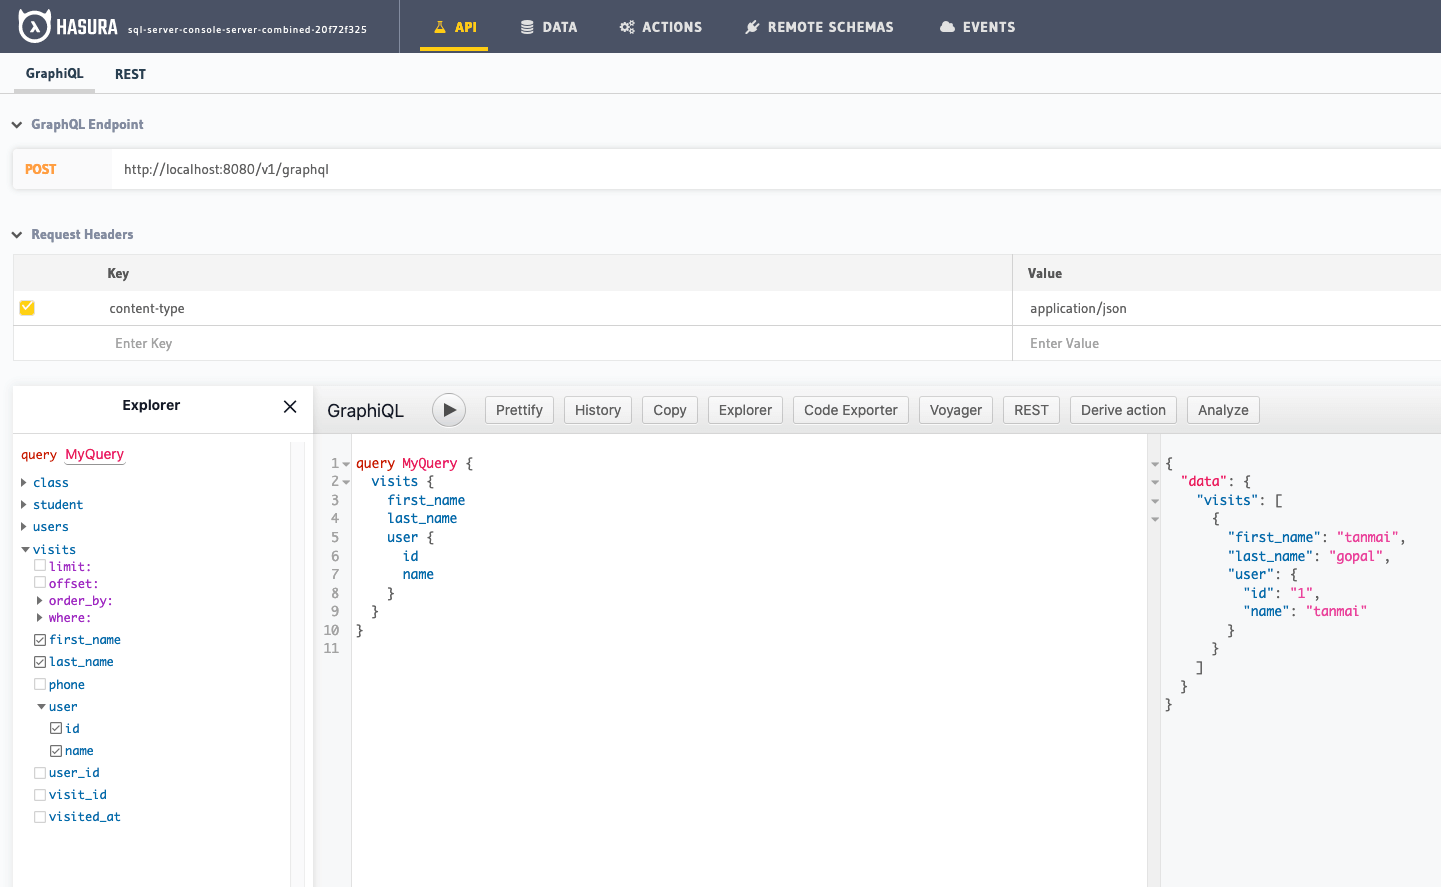 HASURA sql-server-console-server-combined-20f72f325 API DATA ACTIONS REMOTE SCHEMAS EVENTS
GraphiQL REST
GraphQL Endpoint
POST http://localhost:8080/v1/graphql
Request Headers
Key Value
content-type application/json
Enter Key Enter Value
Explorer
GraphiQL Prettify History Copy Explorer Code Exporter Voyager REST Derive action Analyze
query MyQuery
class
student
users
visits
limit:
offset:
order_by:
where:
first_name
last_name
phone
user
id
name
user_id
visit_id
visited_at
1 query MyQuery {
2 visits {
3 first_name
4 last_name
5 user {
6 id
7 name
8 }
9 }
10 }
11
{
"data": {
"visits": [
{
"first_name": "tanmai",
"last_name": "gopal",
"user": {
"id": "1",
"name": "tanmai"
}
}
]
}
}